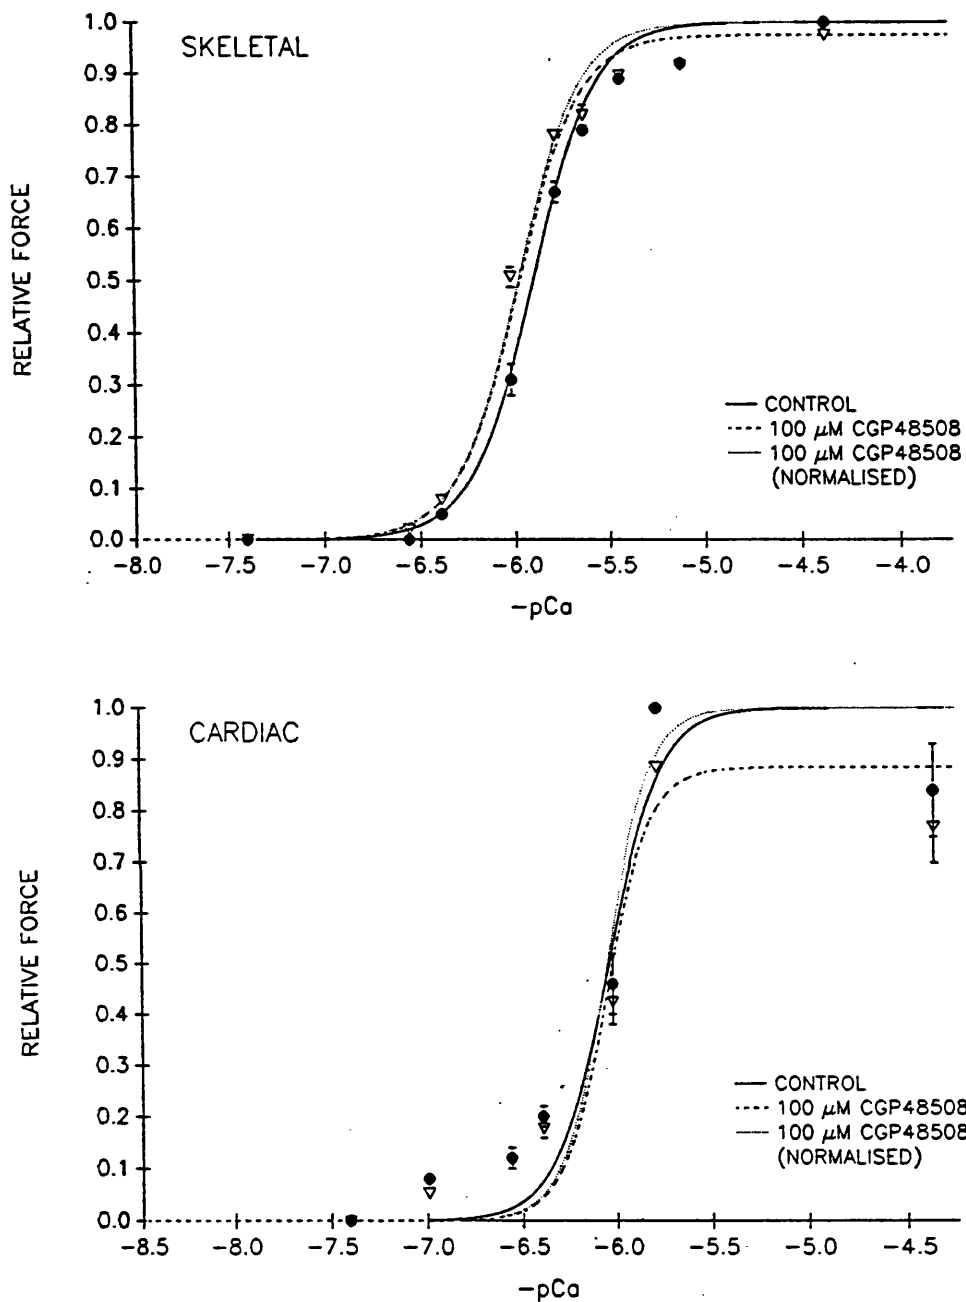 SKELETAL
1.0
0.9
0.8
0.7
0.6
0.5
0.4
0.3
0.2
0.1
0.0
RELATIVE FORCE
CONTROL
100 μM CGP48508
100 μM CGP48508
(NORMALISED)
-8.0 -7.5 -7.0 -6.5 -6.0 -5.5 -5.0 -4.5 -4.0
-pCa
CARDIAC
1.0
0.9
0.8
0.7
0.6
0.5
0.4
0.3
0.2
0.1
0.0
RELATIVE FORCE
CONTROL
100 μM CGP48508
100 μM CGP48508
(NORMALISED)
-8.5 -8.0 -7.5 -7.0 -6.5 -6.0 -5.5 -5.0 -4.5
-pCa